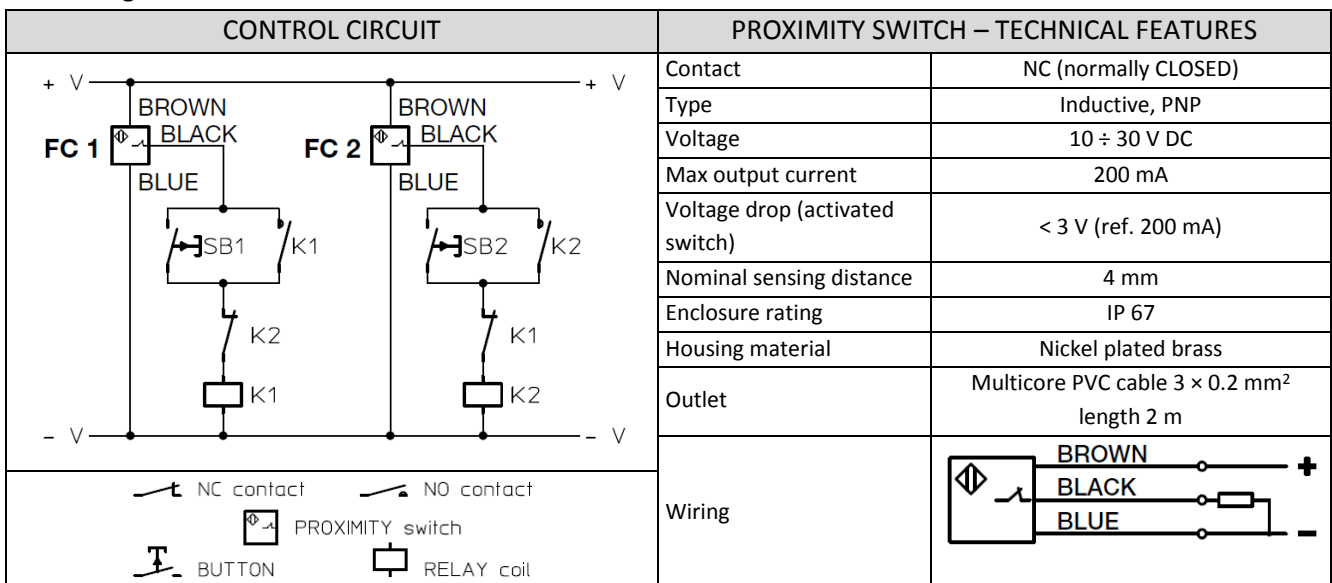 CONTROL CIRCUIT
PROXIMITY SWITCH – TECHNICAL FEATURES
+ V
+ V
BROWN
BLACK
FC 1
BLUE
BROWN
BLACK
FC 2
BLUE
SB1
K1
SB2
K2
K2
K1
K1
K2
- V
- V
NC contact
NO contact
PROXIMITY switch
BUTTON
RELAY coil
Contact
NC (normally CLOSED)
Type
Inductive, PNP
Voltage
10 ÷ 30 V DC
Max output current
200 mA
Voltage drop (activated
switch)
< 3 V (ref. 200 mA)
Nominal sensing distance
4 mm
Enclosure rating
IP 67
Housing material
Nickel plated brass
Outlet
Multicore PVC cable 3 × 0.2 mm²
length 2 m
Wiring
BROWN
+
BLACK
BLUE
-